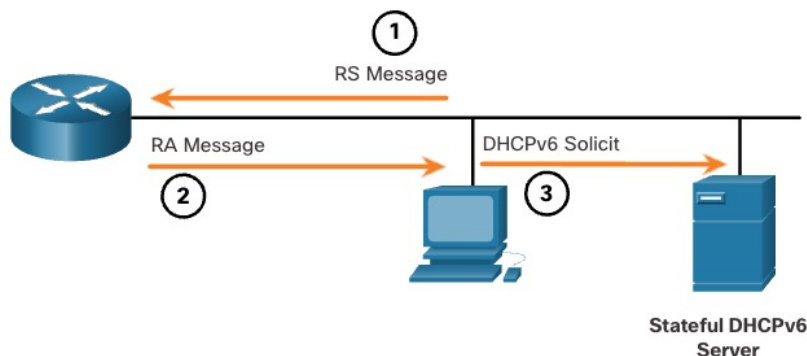 1
RS Message
RA Message
2
DHCPv6 Solicit
3
Stateful DHCPv6
Server